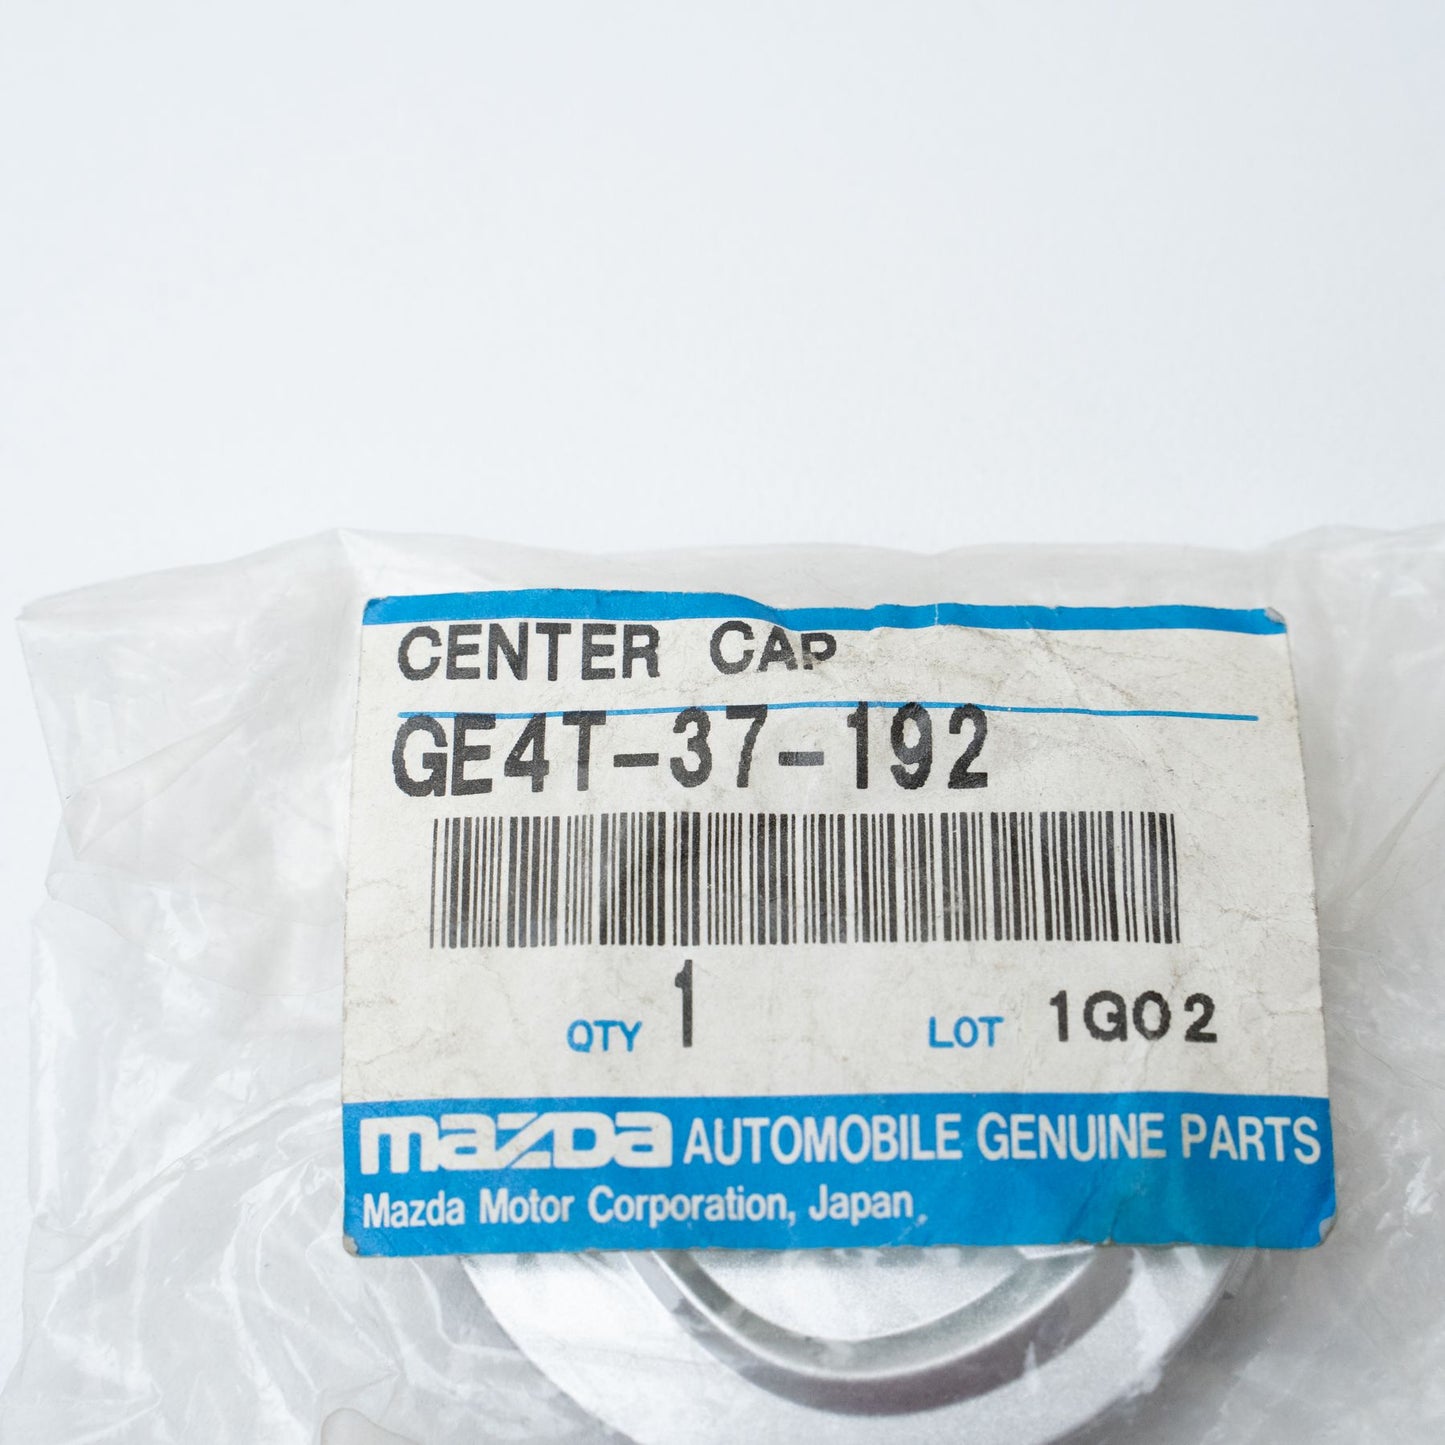 CENTER CAP
GE4T-37-192
QTY 1 LOT 1G02
mazda AUTOMOBILE GENUINE PARTS
Mazda Motor Corporation, Japan.